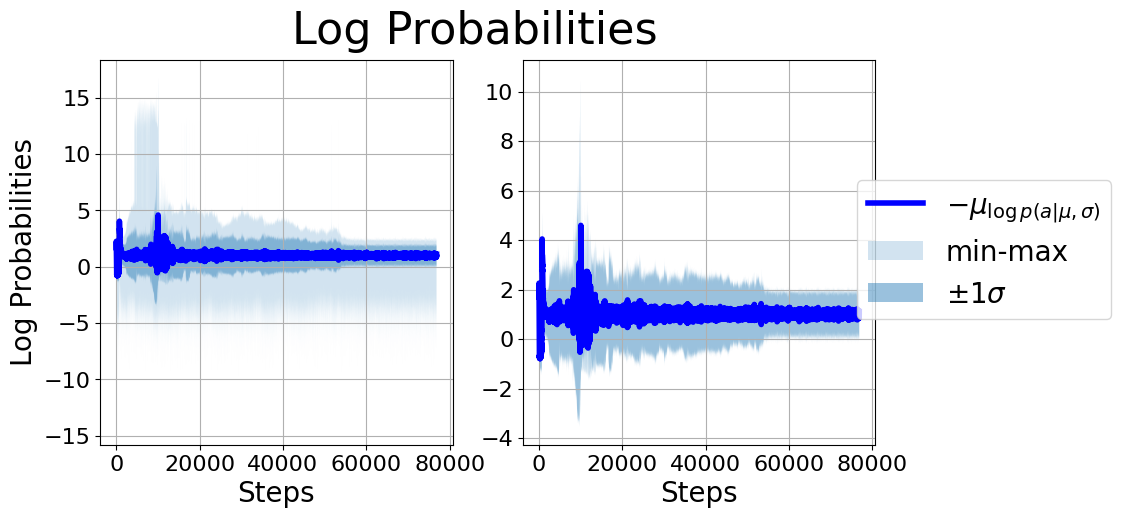 Log Probabilities
Log Probabilities
15
10
5
0
−5
−10
−15
0 20000 40000 60000 80000
Steps
10
8
6
4
2
0
−2
−4
0 20000 40000 60000 80000
Steps
−μ_{log p(a|μ, σ)}
min-max
±1σ